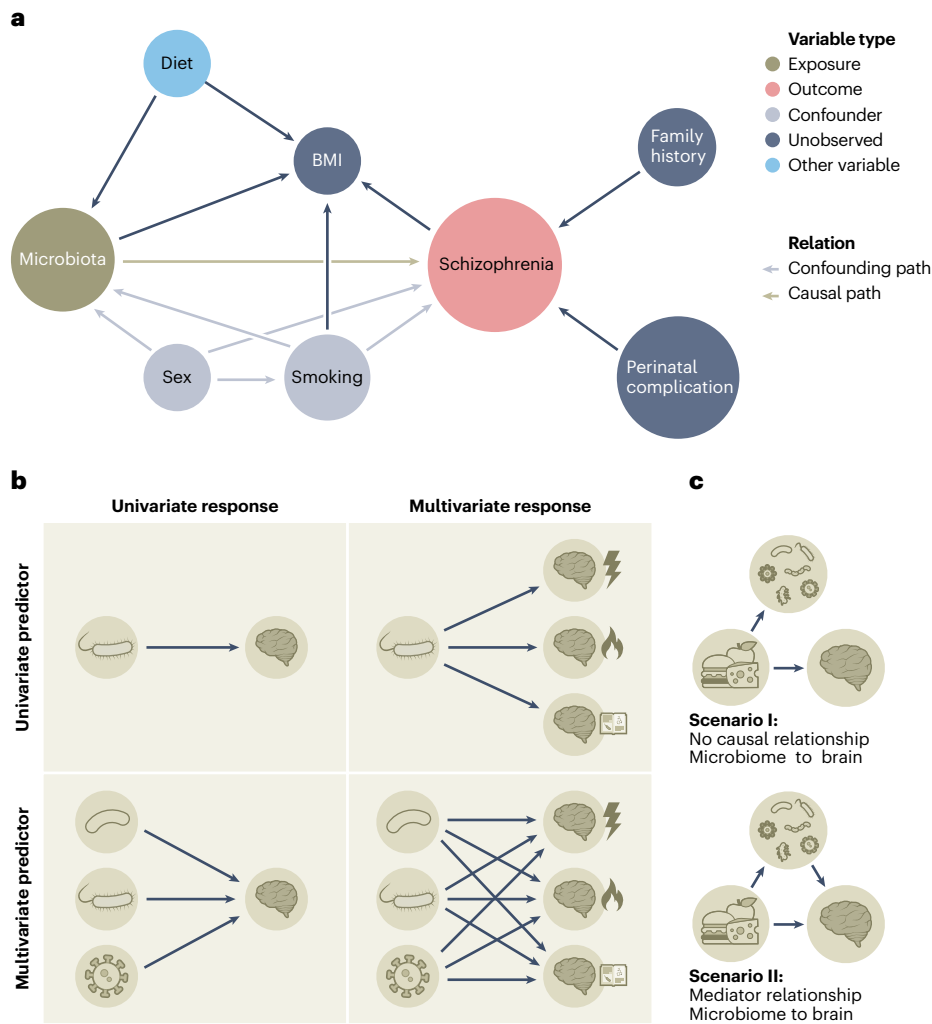 a
Diet
BMI
Microbiota
Sex
Smoking
Schizophrenia
Family
history
Perinatal
complication
Variable type
Exposure
Outcome
Confounder
Unobserved
Other variable
Relation
Confounding path
Causal path
b
Univariate response
Multivariate response
Univariate predictor
Multivariate predictor
c
Scenario I:
No causal relationship
Microbiome to brain
Scenario II:
Mediator relationship
Microbiome to brain